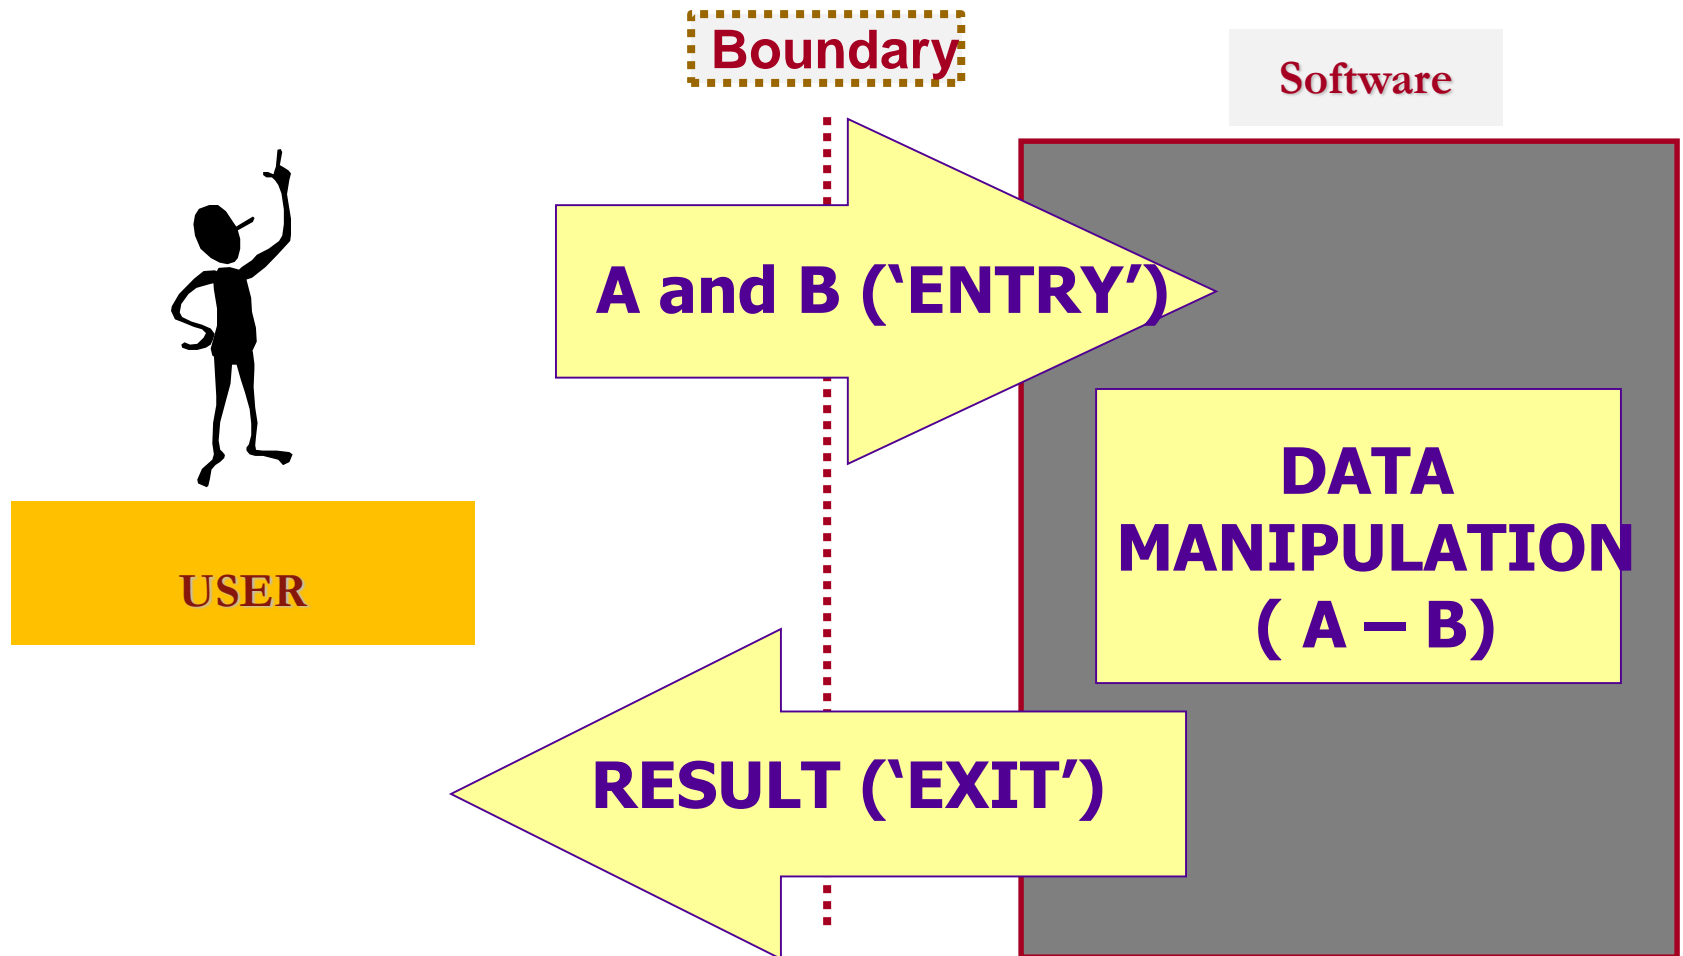 Boundary
Software
A and B (‘ENTRY’)
DATA
MANIPULATION
( A – B)
USER
RESULT (‘EXIT’)